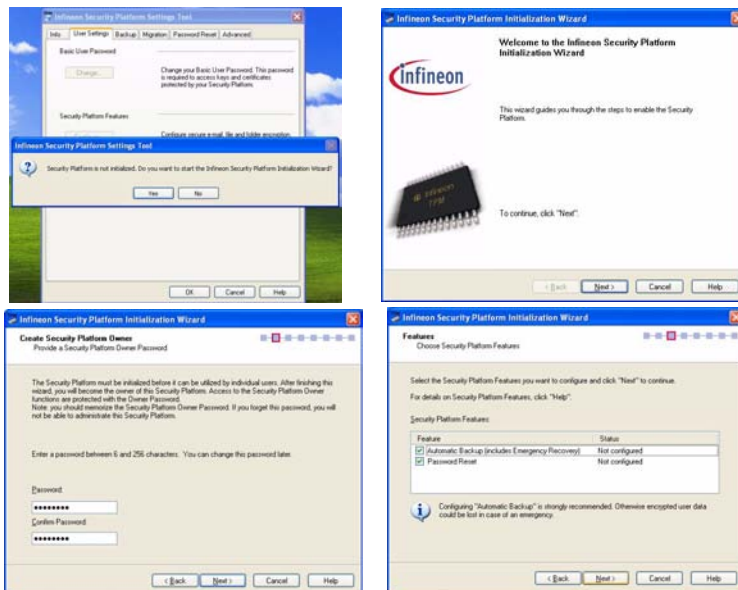 Infineon Security Platform Settings Tool
Info
User Settings
Backup
Migration
Password Reset
Advanced
Basic User Password
Change...
Change your Basic User Password. This password
is required to access keys and certificates
protected by your Security Platform.
Security Platform Features
Configure secure e-mail, file and folder encryption
Infineon Security Platform Settings Tool
Security Platform is not initialized. Do you want to start the Infineon Security Platform Initialization Wizard?
Yes
No
OK
Cancel
Help
Infineon Security Platform Initialization Wizard
Welcome to the Infineon Security Platform
Initialization Wizard
infineon
This wizard guides you through the steps to enable the Security
Platform.
infineon
TPM
To continue, click "Next".
< Back
Next >
Cancel
Help
Infineon Security Platform Initialization Wizard
Create Security Platform Owner
Provide a Security Platform Owner Password.
The Security Platform must be initialized before it can be utilized by individual users. After finishing this
wizard, you will become the owner of this Security Platform. Access to the Security Platform Owner
functions are protected with the Owner Password.
Note: you should memorize the Security Platform Owner Password. If you forget this password, you will
not be able to administrate this Security Platform.
Enter a password between 6 and 256 characters. You can change this password later.
Password:
Confirm Password:
< Back
Next >
Cancel
Help
Infineon Security Platform Initialization Wizard
Features
Choose Security Platform Features
Select the Security Platform Features you want to configure and click "Next" to continue.
For details on Security Platform Features, click "Help".
Security Platform Features:
Feature
Status
Automatic Backup (includes Emergency Recovery)
Not configured
Password Reset
Not configured
Configuring "Automatic Backup" is strongly recommended. Otherwise encrypted user data
could be lost in case of an emergency.
< Back
Next >
Cancel
Help